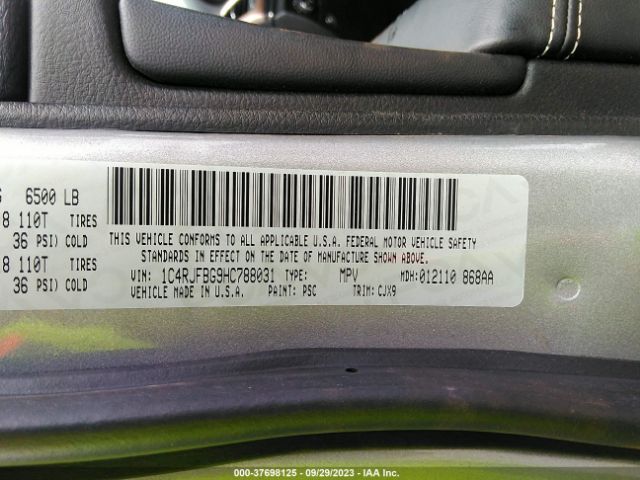 G 6500 LB
8 110T TIRES
36 PSI) COLD
8 110T TIRES
36 PSI) COLD
THIS VEHICLE CONFORMS TO ALL APPLICABLE U.S.A. FEDERAL MOTOR VEHICLE SAFETY
STANDARDS IN EFFECT ON THE DATE OF MANUFACTURE SHOWN ABOVE.
VIN: 1C4RJFBG9HC788031 TYPE: MPV MDH:012110 868AA
VEHICLE MADE IN U.S.A. PAINT: PSC TRIM: CJX9
000-37698125 - 09/29/2023 - IAA Inc.